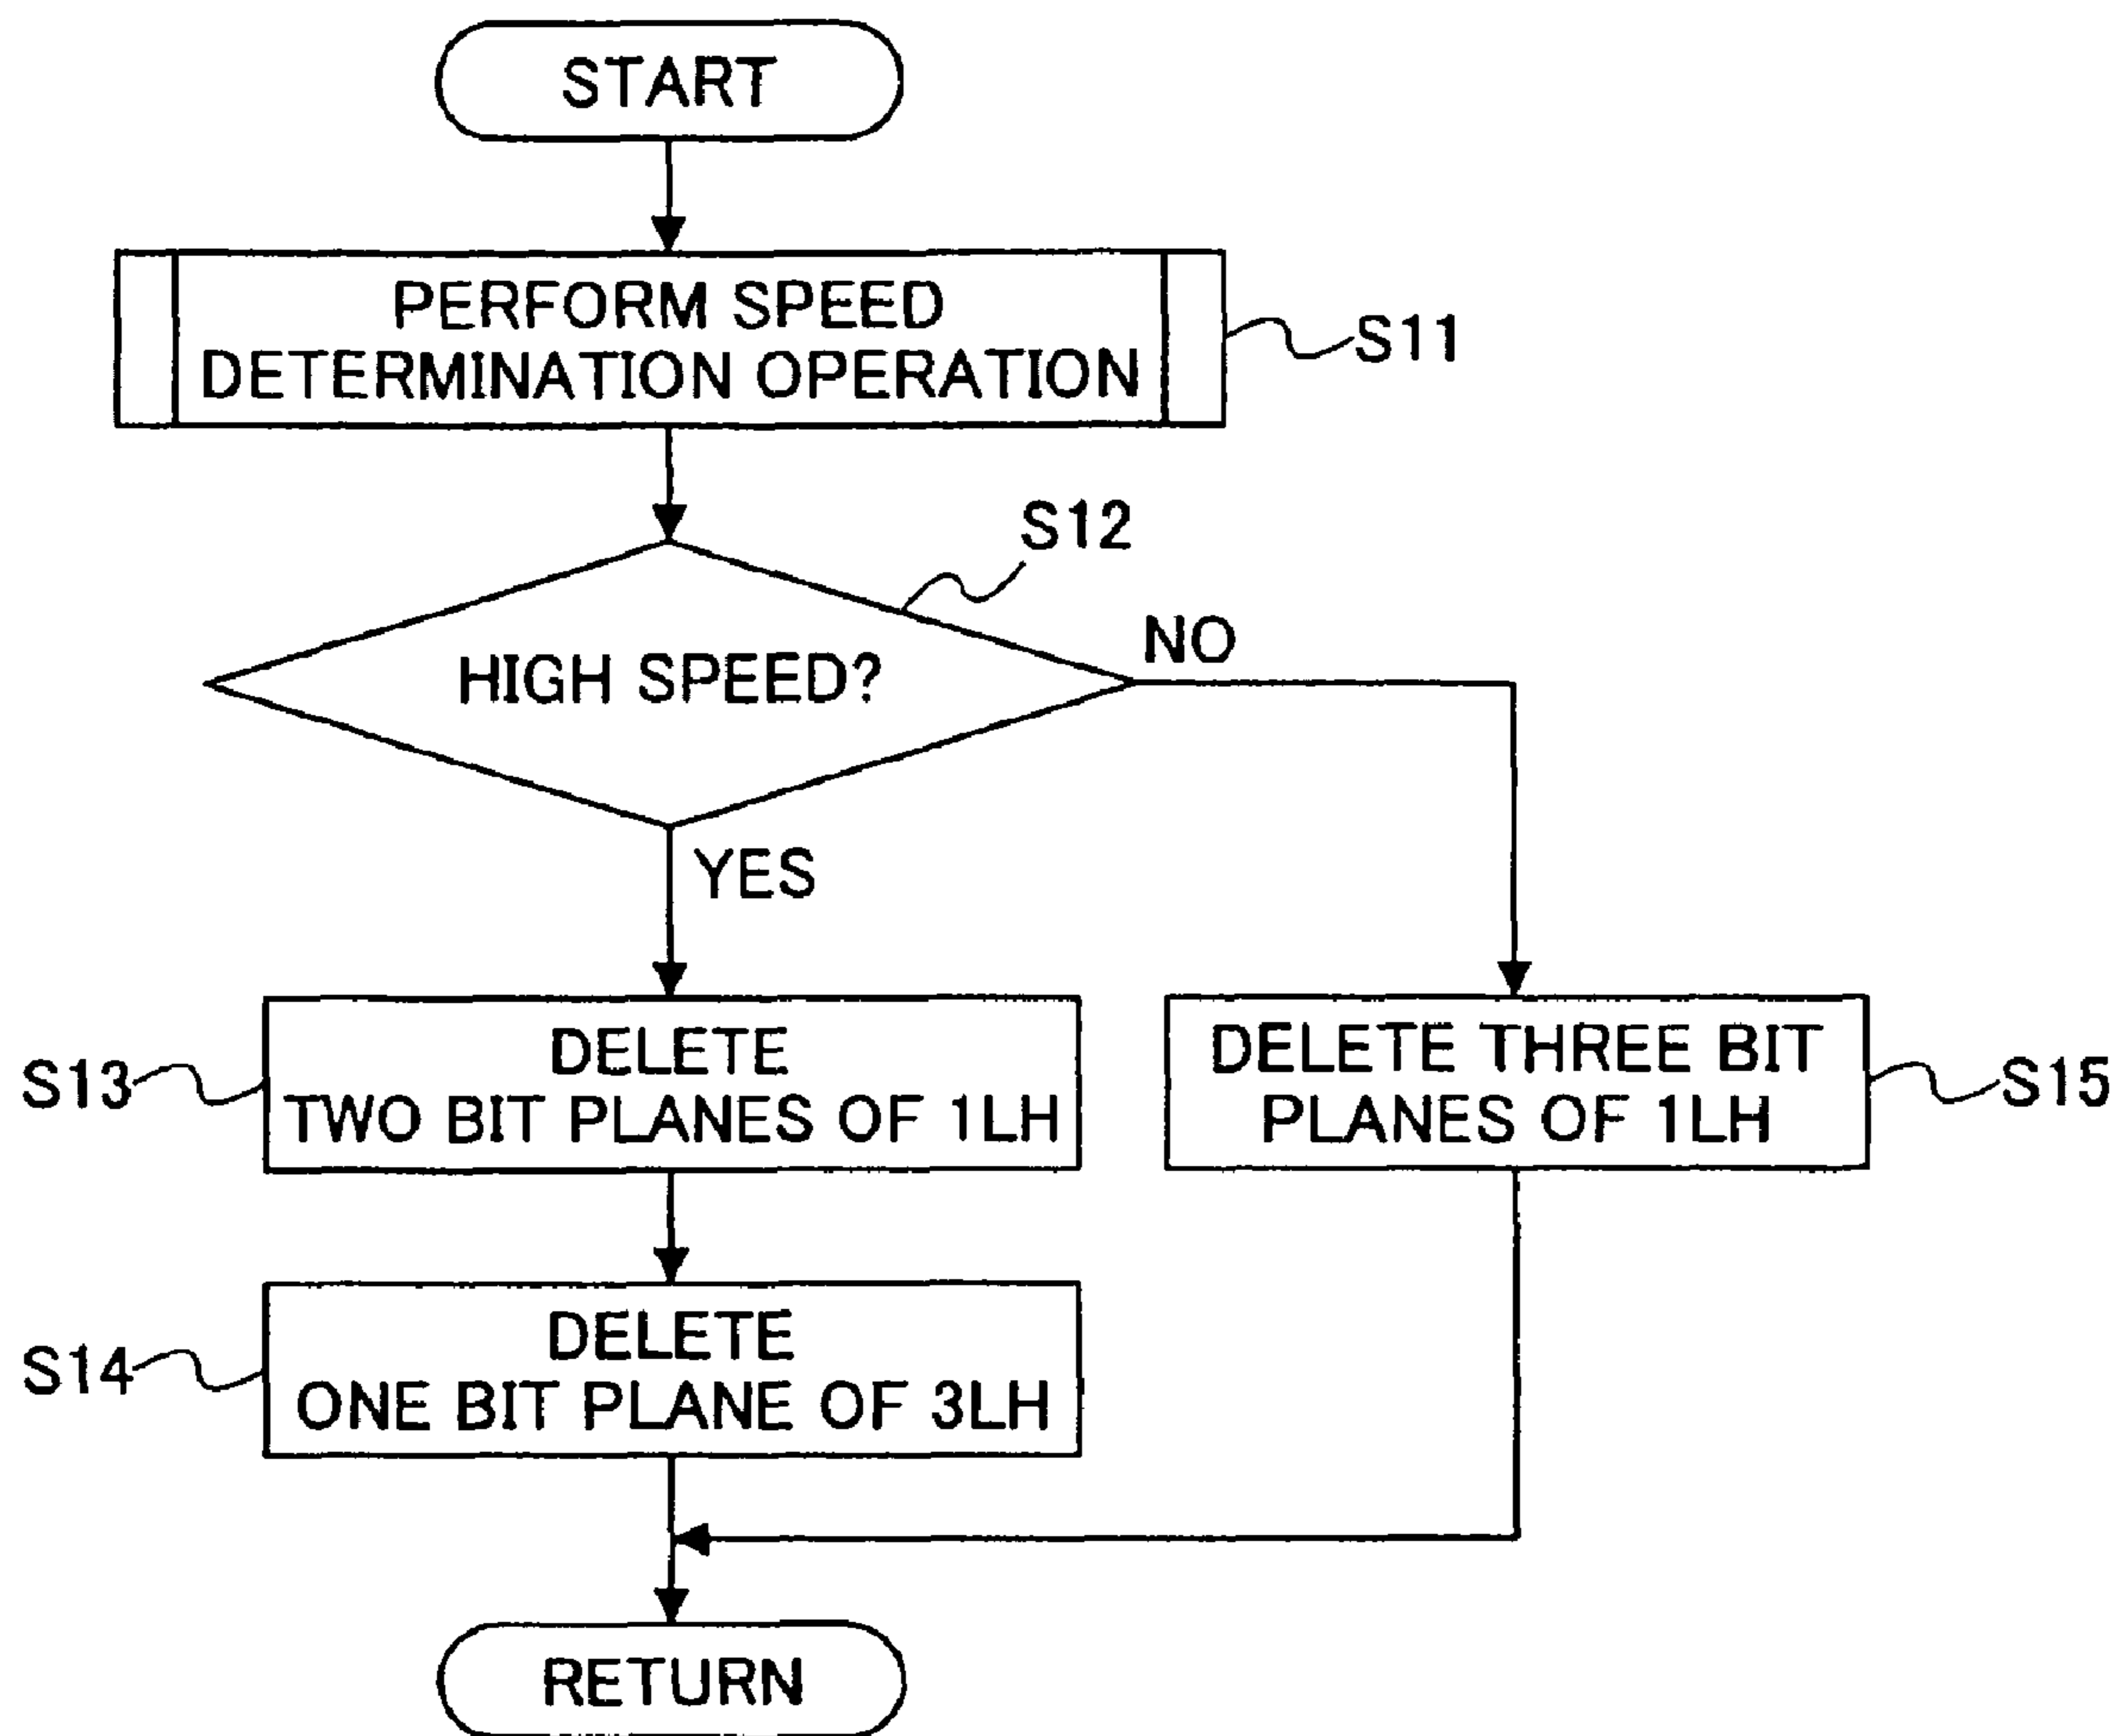 START
PERFORM SPEED
DETERMINATION OPERATION
S11
S12
HIGH SPEED?
NO
YES
S13
DELETE
TWO BIT PLANES OF 1LH
DELETE THREE BIT
PLANES OF 1LH
S15
S14
DELETE
ONE BIT PLANE OF 3LH
RETURN